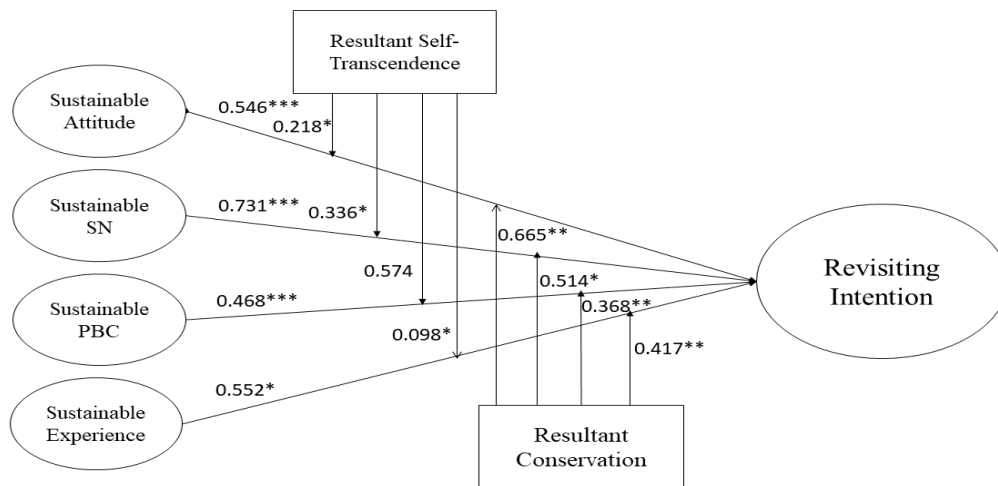 Resultant Self-
Transcendence
Sustainable
Attitude
0.546***
0.218*
Sustainable
SN
0.731***
0.336*
0.665**
Revisiting
Intention
0.574
0.514*
Sustainable
PBC
0.468***
0.368**
0.098*
0.417**
Sustainable
Experience
0.552*
Resultant
Conservation